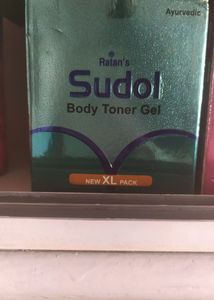 Ayurvedic
Ratan's
Sudol
Body Toner Gel
NEW XL PACK